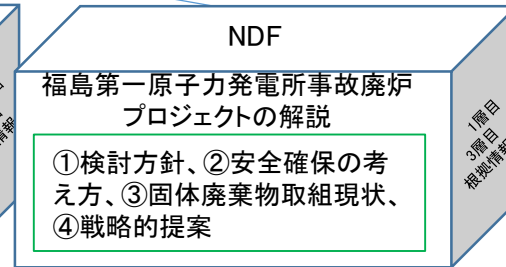 NDF
福島第一原子力発電所事故廃炉
プロジェクトの解説
①検討方針、②安全確保の考
え方、③固体廃棄物取組現状、
④戦略的提案
1層目
3層目
根拠情報
情報